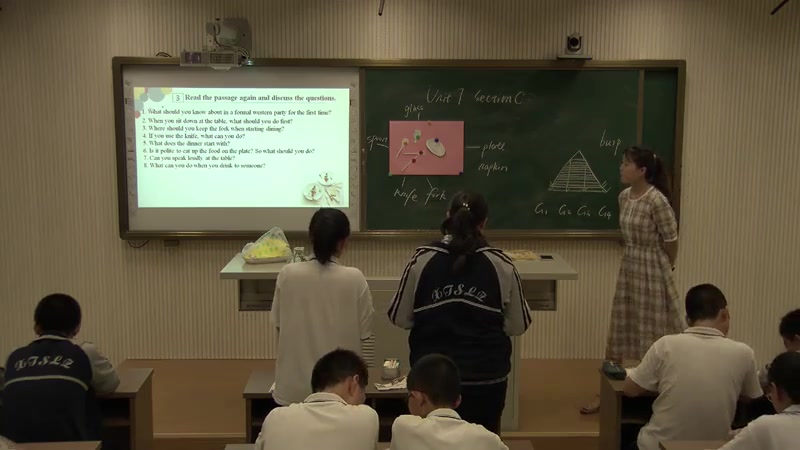 3 Read the passage again and discuss the questions.
1. What should you know about in a formal western party for the first time?
2. When you sit down at the table, what should you do first?
3. Where should you keep the fork when starting dining?
4. If you use the knife, what can you do?
5. What does the dinner start with?
6. Is it polite to eat up the food on the plate? So what should you do?
7. Can you speak loudly at the table?
8. What can you do when you drink to someone?
Unit 7 Section C
glass
spoon
plate
napkin
knife fork
burp
G1 G2 G3 G4
XTSLP
XTSLP